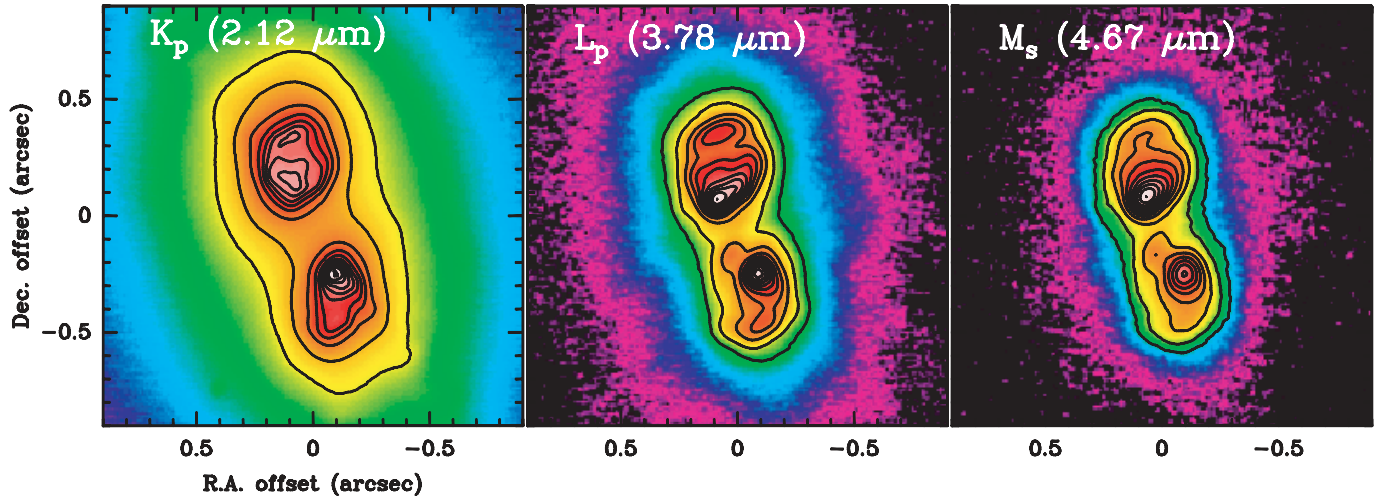 Kp (2.12 μm)
Lp (3.78 μm)
Ms (4.67 μm)
Dec. offset (arcsec)
0.5
0
−0.5
0.5 0 −0.5
0.5 0 −0.5
0.5 0 −0.5
R.A. offset (arcsec)